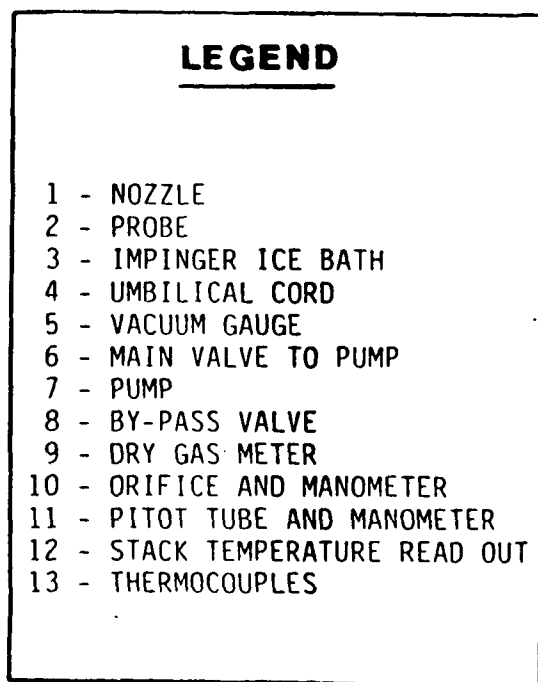 LEGEND
1 - NOZZLE
2 - PROBE
3 - IMPINGER ICE BATH
4 - UMBILICAL CORD
5 - VACUUM GAUGE
6 - MAIN VALVE TO PUMP
7 - PUMP
8 - BY-PASS VALVE
9 - DRY GAS METER
10 - ORIFICE AND MANOMETER
11 - PITOT TUBE AND MANOMETER
12 - STACK TEMPERATURE READ OUT
13 - THERMOCOUPLES